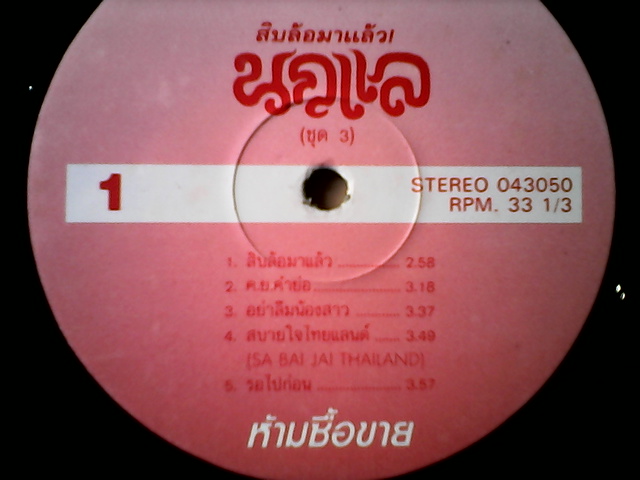 สิบล้อมาแล้ว!
นกแล
(ชุด 3)
1
STEREO 043050
RPM. 33 1/3
1. สิบล้อมาแล้ว ............ 2.58
2. ค.ย.คำย่อ ................ 3.18
3. อย่าลืมน้องสาว .......... 3.37
4. สบายใจไทยแลนด์ ...... 3.49
(SA BAI JAI THAILAND)
5. รอไปก่อน ................ 3.57
ห้ามซื้อขาย